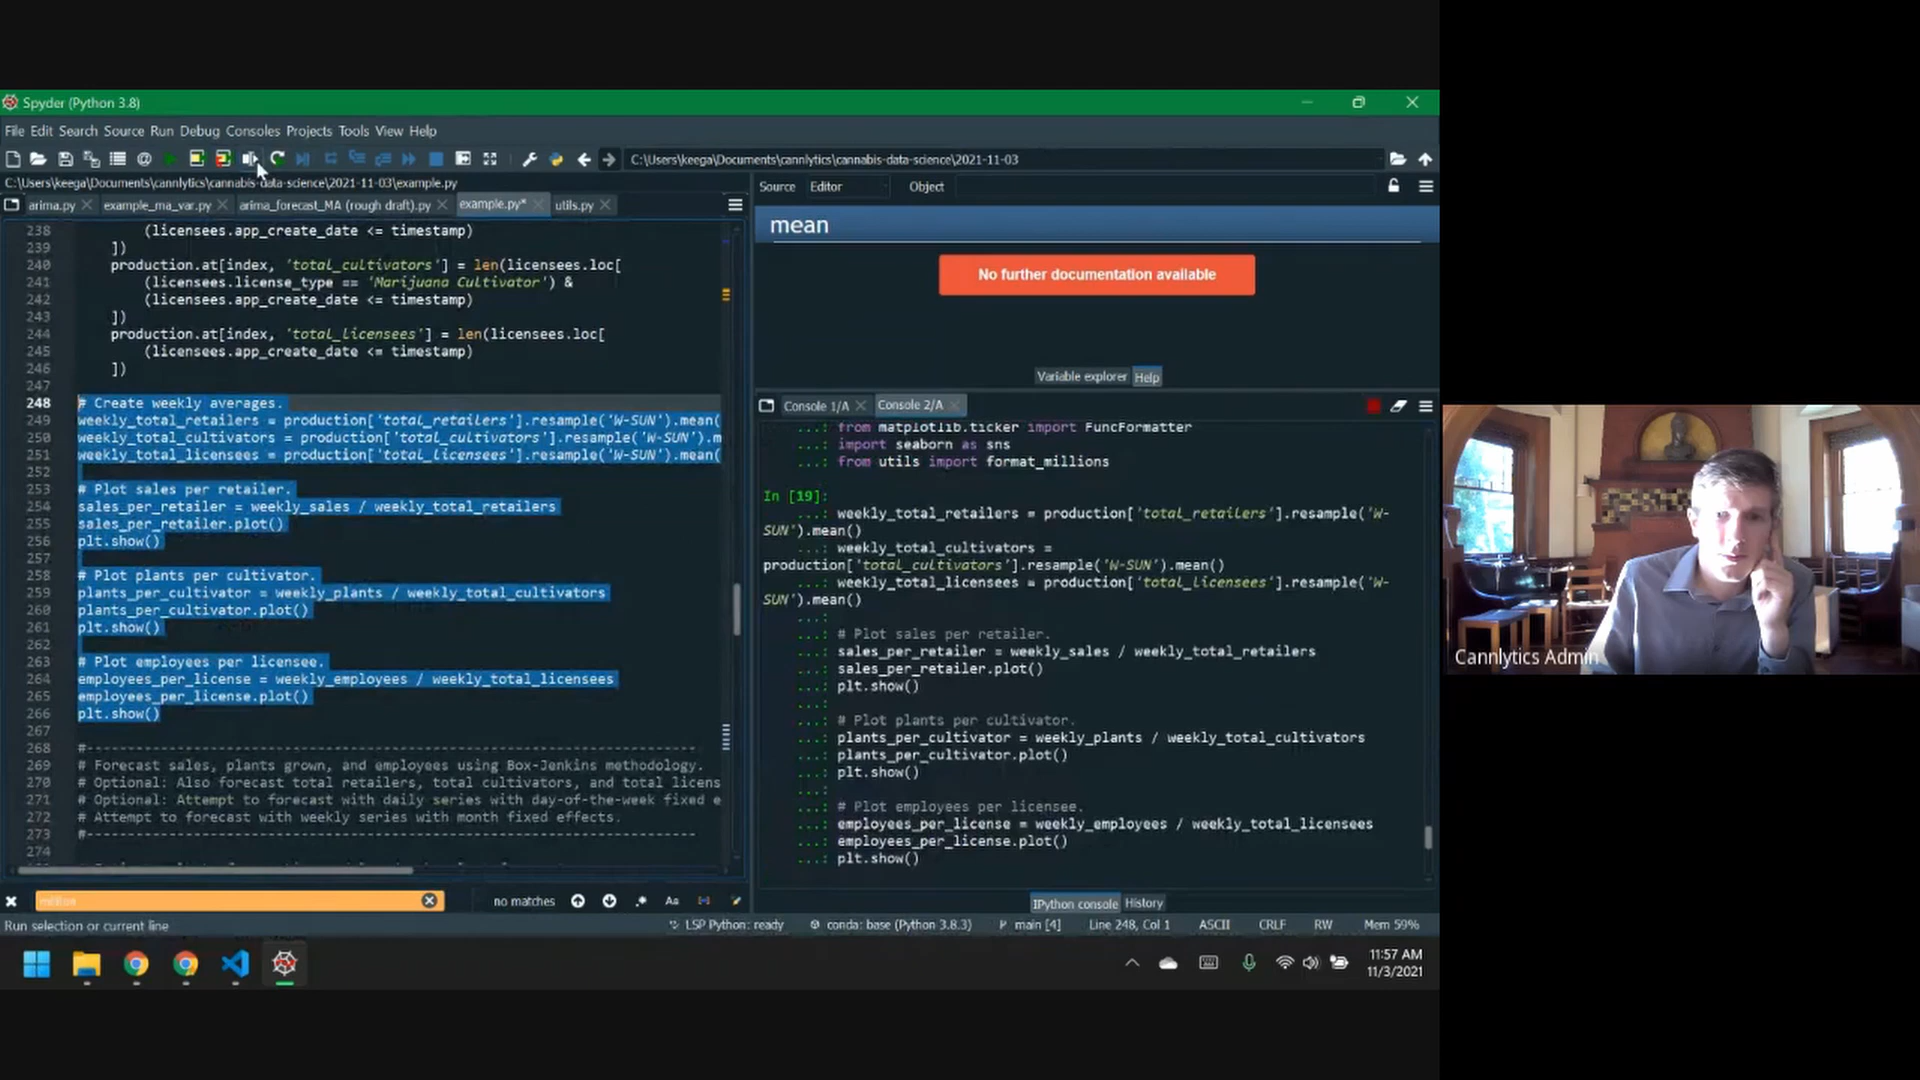 Spyder (Python 3.8)
File Edit Search Source Run Debug Consoles Projects Tools View Help
C:\Users\keega\Documents\cannlytics\cannabis-data-science\2021-11-03
C:\Users\keega\Documents\cannlytics\cannabis-data-science\2021-11-03\example.py
arima.py example_ma_var.py arima_forecast_MA (rough draft).py example.py* utils.py
238 (licensees.app_create_date <= timestamp)
239 ])
240 production.at[index, 'total_cultivators'] = len(licensees.loc[
241 (licensees.license_type == 'Marijuana Cultivator') &
242 (licensees.app_create_date <= timestamp)
243 ])
244 production.at[index, 'total_licensees'] = len(licensees.loc[
245 (licensees.app_create_date <= timestamp)
246 ])
247
248 # Create weekly averages.
249 weekly_total_retailers = production['total_retailers'].resample('W-SUN').mean(
250 weekly_total_cultivators = production['total_cultivators'].resample('W-SUN').m
251 weekly_total_licensees = production['total_licensees'].resample('W-SUN').mean(
252
253 # Plot sales per retailer.
254 sales_per_retailer = weekly_sales / weekly_total_retailers
255 sales_per_retailer.plot()
256 plt.show()
257
258 # Plot plants per cultivator.
259 plants_per_cultivator = weekly_plants / weekly_total_cultivators
260 plants_per_cultivator.plot()
261 plt.show()
262
263 # Plot employees per licensee.
264 employees_per_license = weekly_employees / weekly_total_licensees
265 employees_per_license.plot()
266 plt.show()
267
268 #--------------------------------------------------------------------------
269 # Forecast sales, plants grown, and employees using Box-Jenkins methodology.
270 # Optional: Also forecast total retailers, total cultivators, and total licens
271 # Optional: Attempt to forecast with daily series with day-of-the-week fixed e
272 # Attempt to forecast with weekly series with month fixed effects.
273 #--------------------------------------------------------------------------
274
no matches
Aa
Source Editor Object
mean
No further documentation available
Variable explorer Help
Console 1/A Console 2/A
...: from matplotlib.ticker import FuncFormatter
...: import seaborn as sns
...: from utils import format_millions
In [19]:
...: weekly_total_retailers = production['total_retailers'].resample('W-
SUN').mean()
...: weekly_total_cultivators =
production['total_cultivators'].resample('W-SUN').mean()
...: weekly_total_licensees = production['total_licensees'].resample('W-
SUN').mean()
...:
...: # Plot sales per retailer.
...: sales_per_retailer = weekly_sales / weekly_total_retailers
...: sales_per_retailer.plot()
...: plt.show()
...:
...: # Plot plants per cultivator.
...: plants_per_cultivator = weekly_plants / weekly_total_cultivators
...: plants_per_cultivator.plot()
...: plt.show()
...:
...: # Plot employees per licensee.
...: employees_per_license = weekly_employees / weekly_total_licensees
...: employees_per_license.plot()
...: plt.show()
IPython console History
Run selection or current line
LSP Python: ready conda: base (Python 3.8.3) main [4] Line 248, Col 1 ASCII CRLF RW Mem 59%
11:57 AM
11/3/2021
Cannlytics Admin